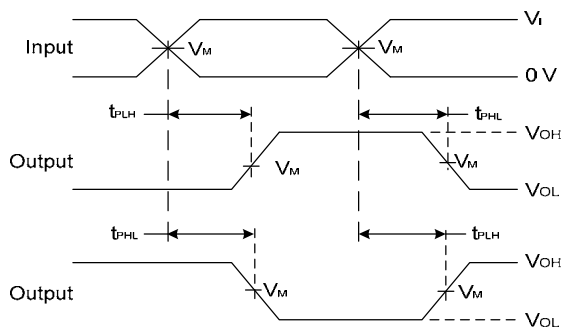 Input VM VM VI
0 V
tPLH tPHL
Output VM VM VOH
VOL
tPHL tPLH
Output VM VM VOH
VOL